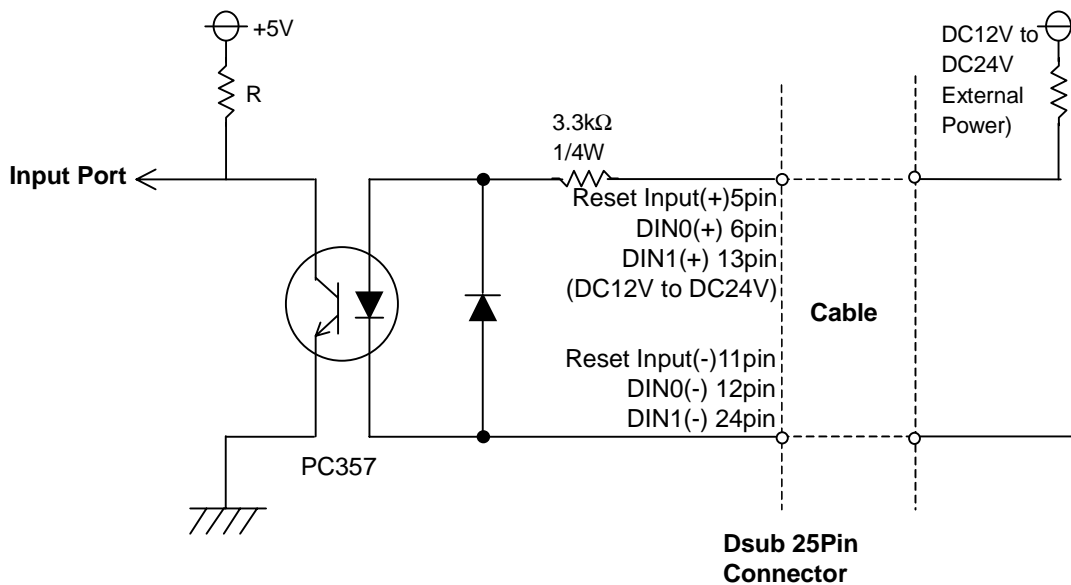 +5V
R
Input Port
3.3kΩ
1/4W
Reset Input(+)5pin
DIN0(+) 6pin
DIN1(+) 13pin
(DC12V to DC24V)
Reset Input(-)11pin
DIN0(-) 12pin
DIN1(-) 24pin
PC357
Cable
Dsub 25Pin
Connector
DC12V to
DC24V
External
Power)